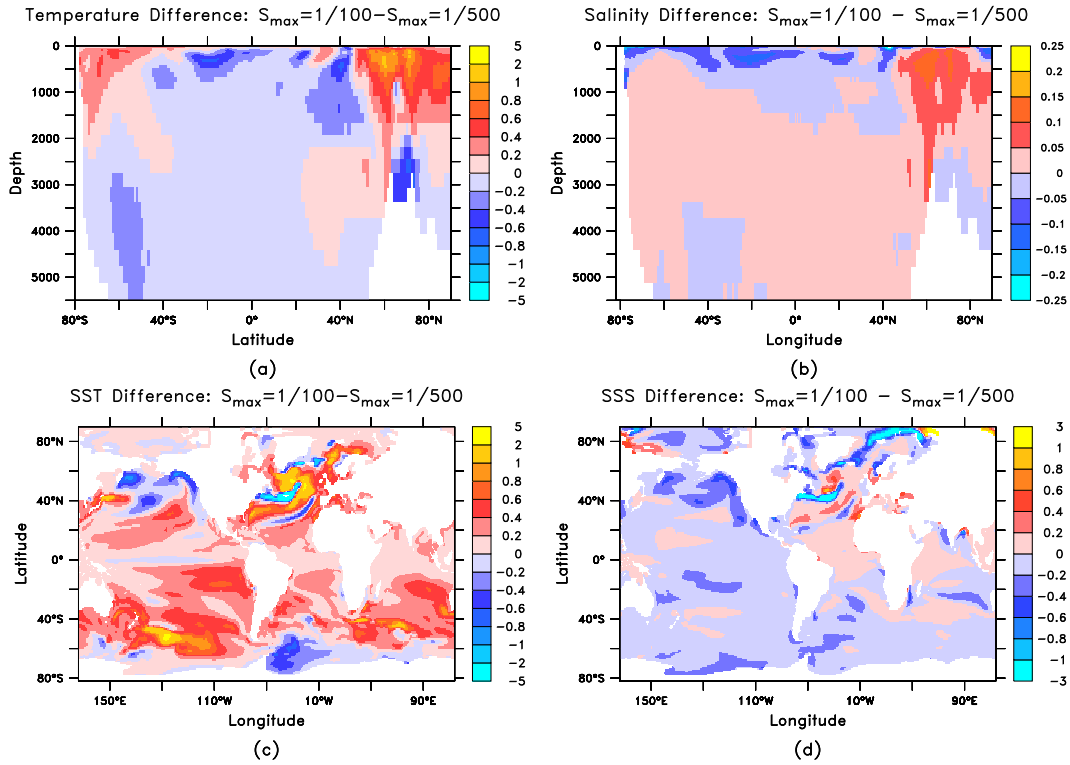 Temperature Difference: Smax=1/100−Smax=1/500
0
1000
2000
3000
4000
5000
Depth
80°S 40°S 0° 40°N 80°N
Latitude
5
2
1
0.8
0.6
0.4
0.2
0
−0.2
−0.4
−0.6
−0.8
−1
−2
−5
(a)
Salinity Difference: Smax=1/100 − Smax=1/500
0
1000
2000
3000
4000
5000
Depth
80°S 40°S 0° 40°N 80°N
Longitude
0.25
0.2
0.15
0.1
0.05
0
−0.05
−0.1
−0.15
−0.2
−0.25
(b)
SST Difference: Smax=1/100−Smax=1/500
80°N
40°N
0°
40°S
80°S
Latitude
150°E 110°W 10°W 90°E
Longitude
5
2
1
0.8
0.6
0.4
0.2
0
−0.2
−0.4
−0.6
−0.8
−1
−2
−5
(c)
SSS Difference: Smax=1/100 − Smax=1/500
80°N
40°N
0°
40°S
80°S
Latitude
150°E 110°W 10°W 90°E
Longitude
3
1
0.8
0.6
0.4
0.2
0
−0.2
−0.4
−0.6
−0.8
−1
−3
(d)